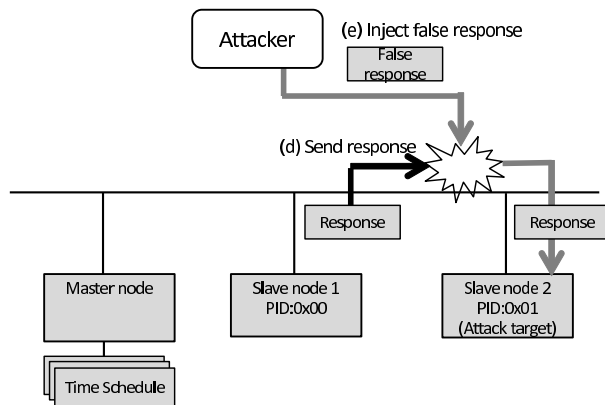 Attacker
(e) Inject false response
False
response
(d) Send response
Response
Response
Master node
Slave node 1
PID:0x00
Slave node 2
PID:0x01
(Attack target)
Time Schedule